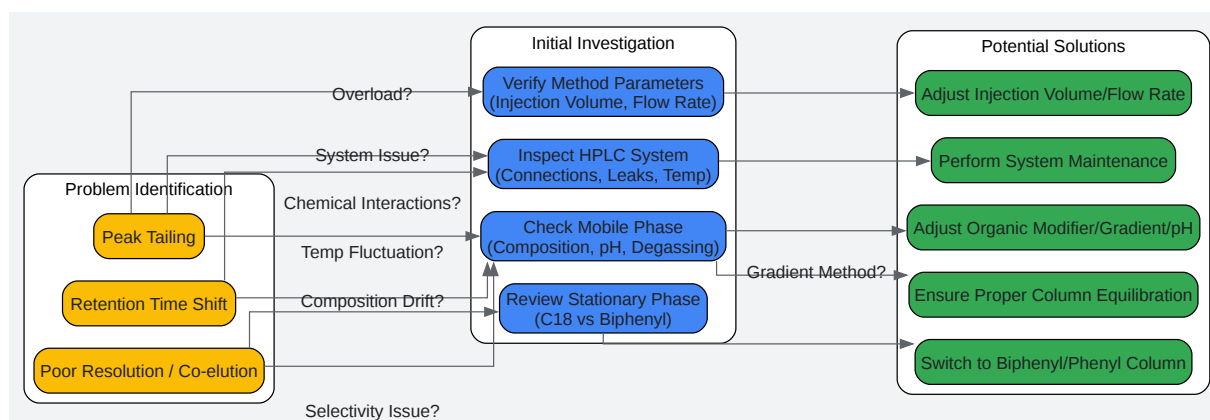 Problem Identification
Peak Tailing
Retention Time Shift
Poor Resolution / Co-elution
Overload?
System Issue?
Chemical Interactions?
Temp Fluctuation?
Composition Drift?
Selectivity Issue?
Initial Investigation
Verify Method Parameters
(Injection Volume, Flow Rate)
Inspect HPLC System
(Connections, Leaks, Temp)
Check Mobile Phase
(Composition, pH, Degassing)
Review Stationary Phase
(C18 vs Biphenyl)
Gradient Method?
Potential Solutions
Adjust Injection Volume/Flow Rate
Perform System Maintenance
Adjust Organic Modifier/Gradient/pH
Ensure Proper Column Equilibration
Switch to Biphenyl/Phenyl Column